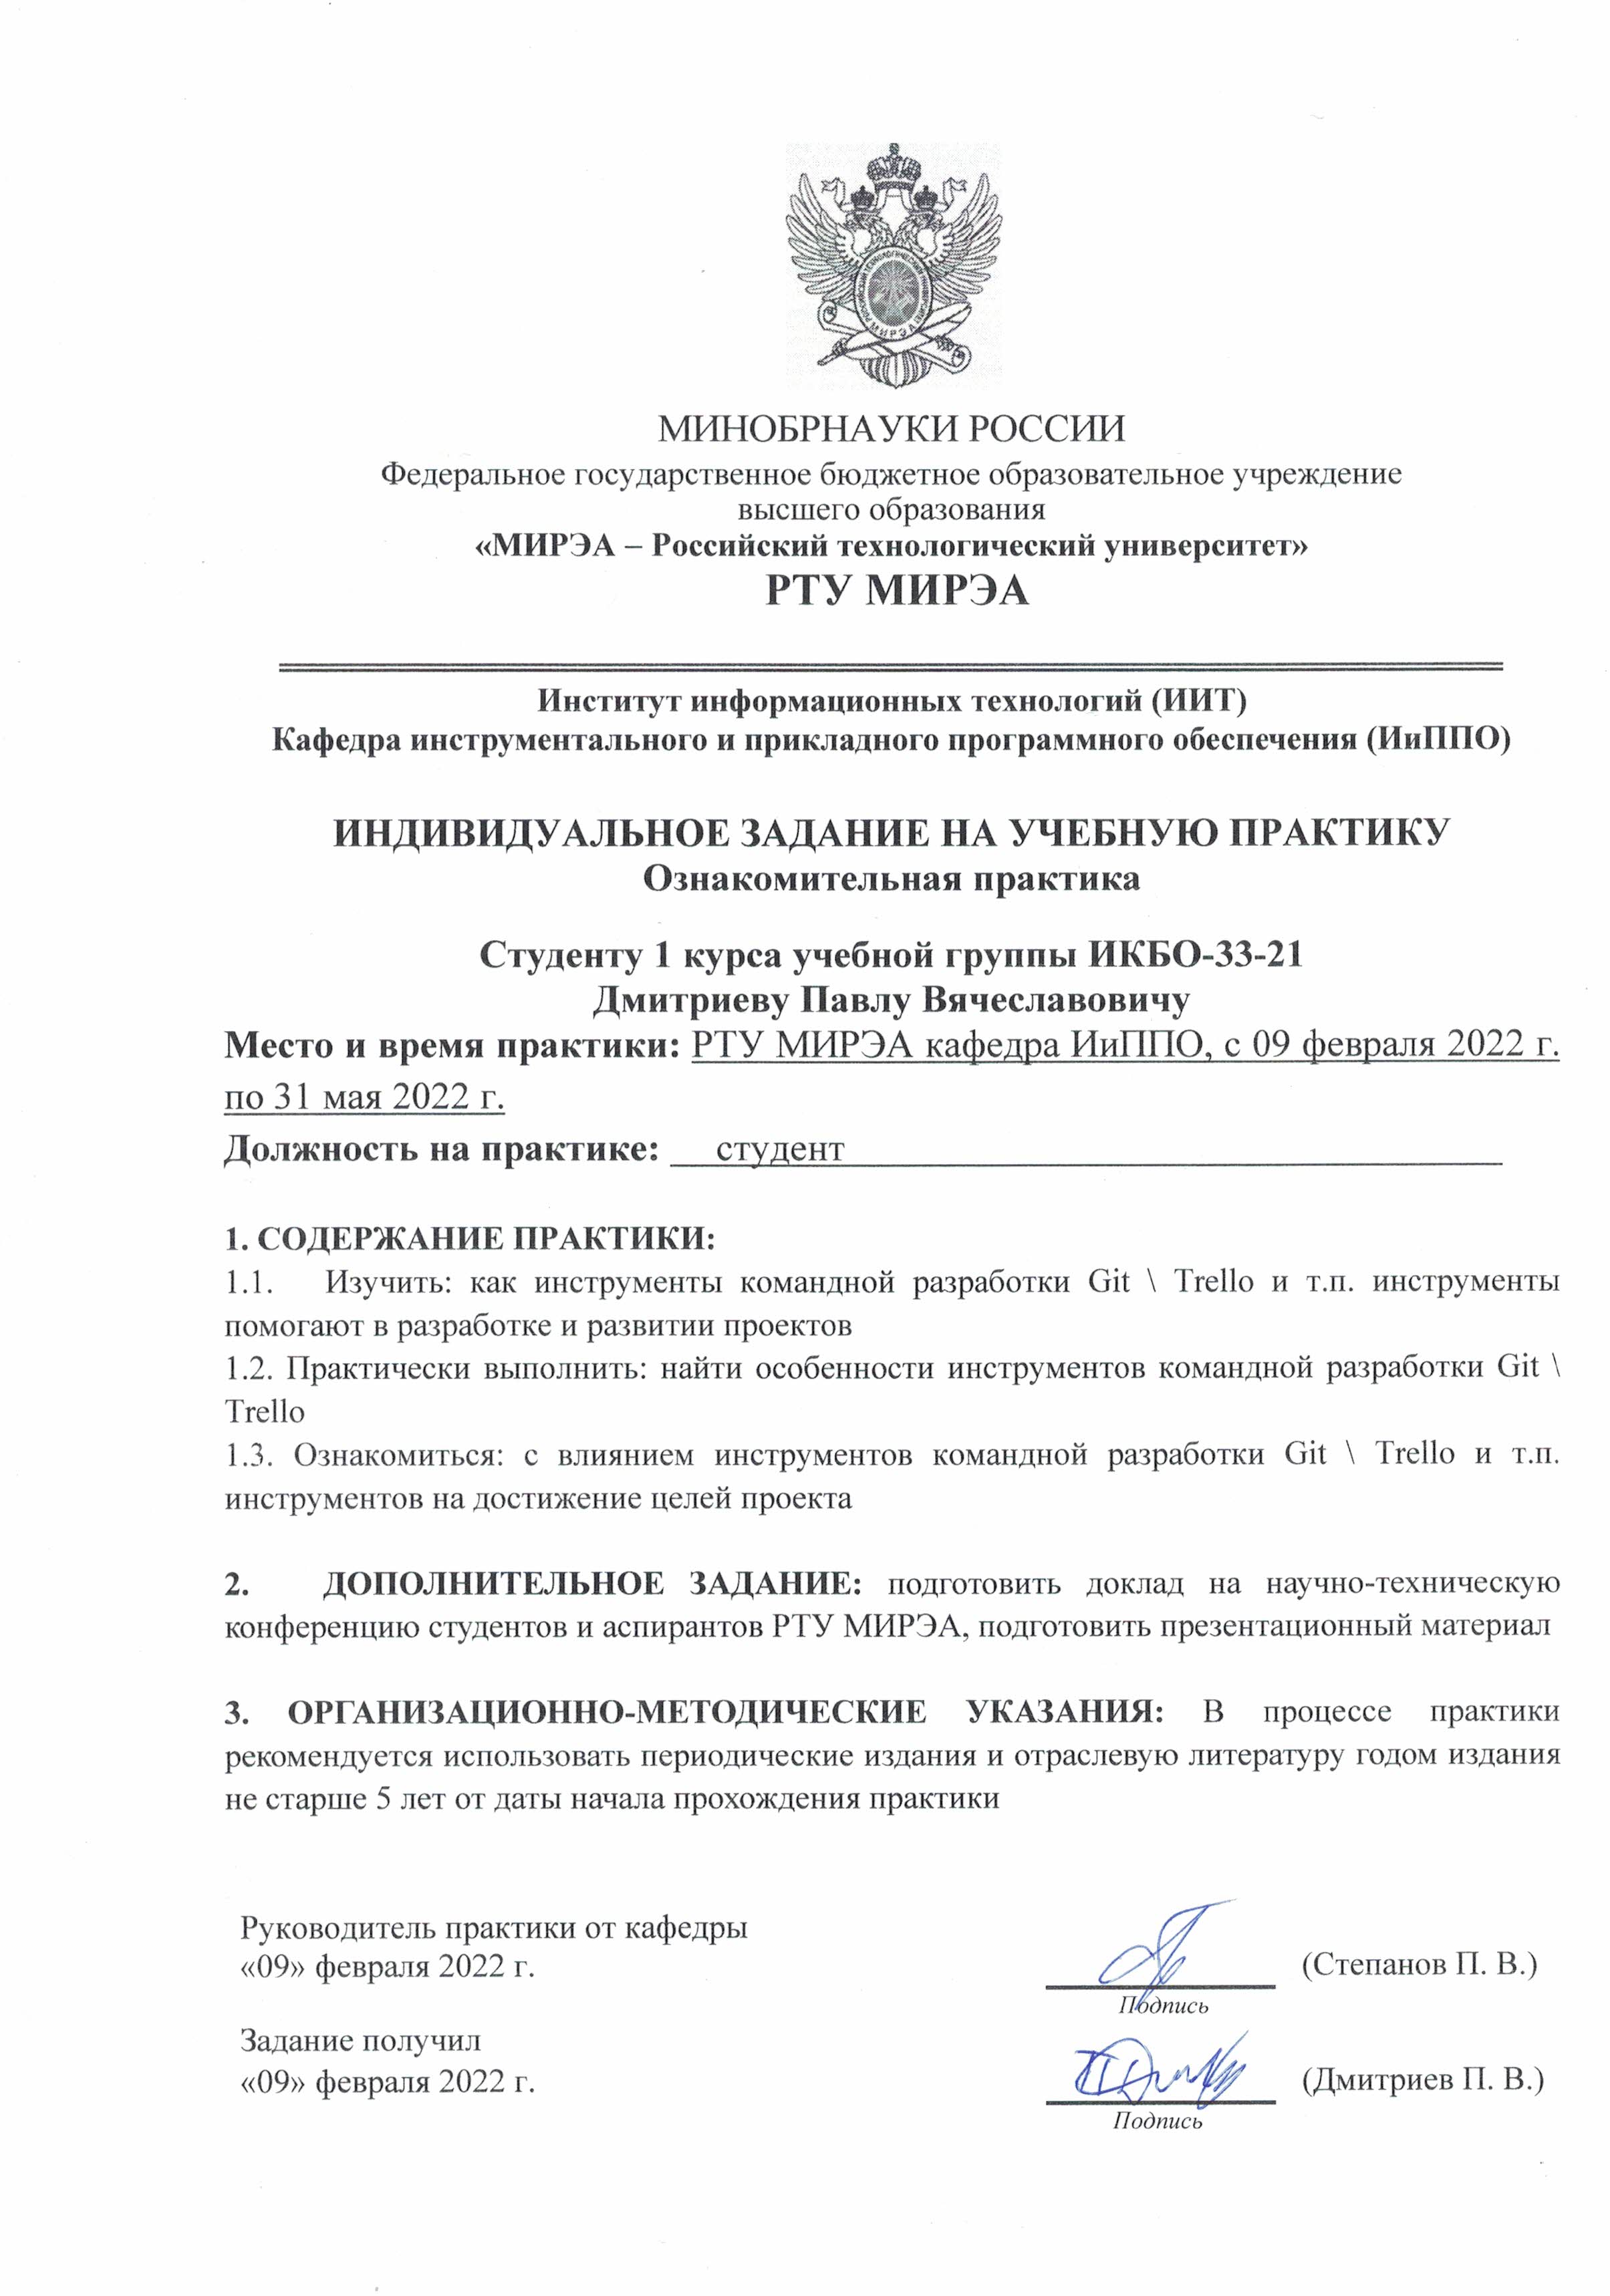 МИРЭА
МИНОБРНАУКИ РОССИИ
Федеральное государственное бюджетное образовательное учреждение
высшего образования
«МИРЭА – Российский технологический университет»
РТУ МИРЭА
Институт информационных технологий (ИИТ)
Кафедра инструментального и прикладного программного обеспечения (ИиППО)
ИНДИВИДУАЛЬНОЕ ЗАДАНИЕ НА УЧЕБНУЮ ПРАКТИКУ
Ознакомительная практика
Студенту 1 курса учебной группы ИКБО-33-21
Дмитриеву Павлу Вячеславовичу
Место и время практики: РТУ МИРЭА кафедра ИиППО, с 09 февраля 2022 г.
по 31 мая 2022 г.
Должность на практике: студент
1. СОДЕРЖАНИЕ ПРАКТИКИ:
1.1. Изучить: как инструменты командной разработки Git \ Trello и т.п. инструменты
помогают в разработке и развитии проектов
1.2. Практически выполнить: найти особенности инструментов командной разработки Git \
Trello
1.3. Ознакомиться: с влиянием инструментов командной разработки Git \ Trello и т.п.
инструментов на достижение целей проекта
2. ДОПОЛНИТЕЛЬНОЕ ЗАДАНИЕ: подготовить доклад на научно-техническую
конференцию студентов и аспирантов РТУ МИРЭА, подготовить презентационный материал
3. ОРГАНИЗАЦИОННО-МЕТОДИЧЕСКИЕ УКАЗАНИЯ: В процессе практики
рекомендуется использовать периодические издания и отраслевую литературу годом издания
не старше 5 лет от даты начала прохождения практики
Руководитель практики от кафедры
«09» февраля 2022 г. (Степанов П. В.)
Подпись
Задание получил
«09» февраля 2022 г. (Дмитриев П. В.)
Подпись